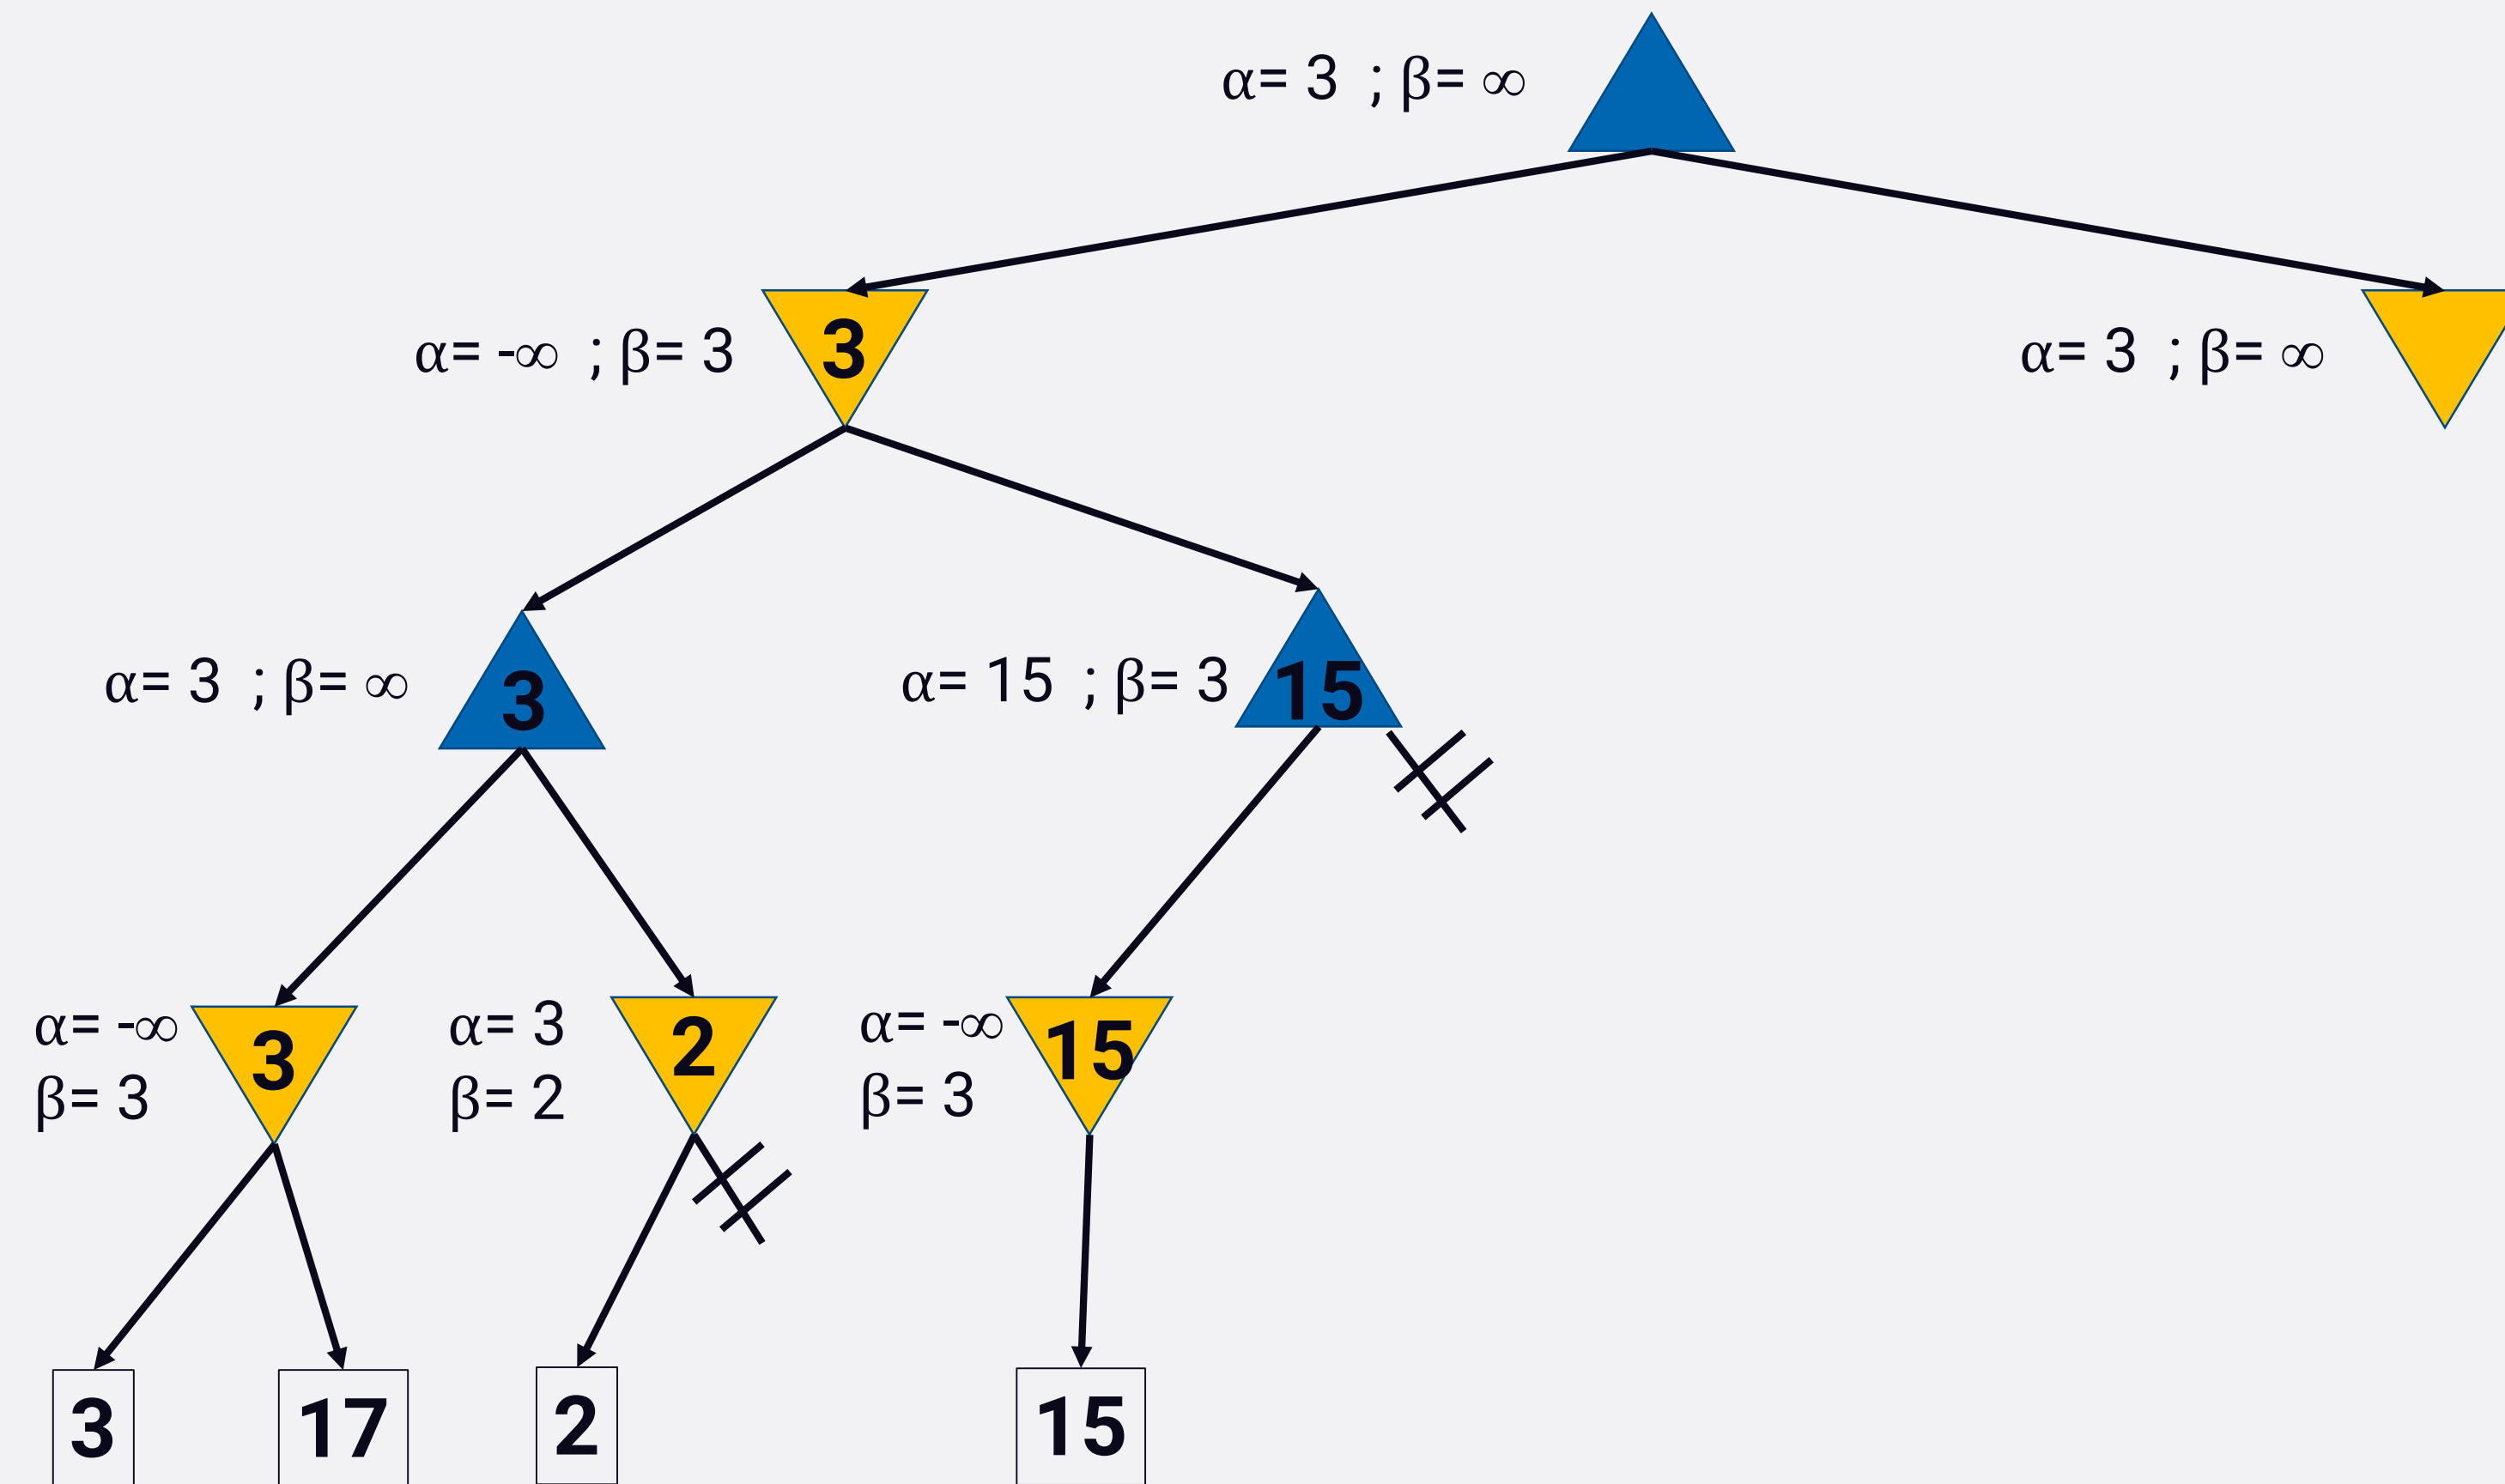 α= 3 ; β= ∞
α= -∞ ; β= 3
3
α= 3 ; β= ∞
α= 3 ; β= ∞
3
α= 15 ; β= 3
15
α= -∞
β= 3
3
α= 3
β= 2
2
α= -∞
β= 3
15
3
17
2
15